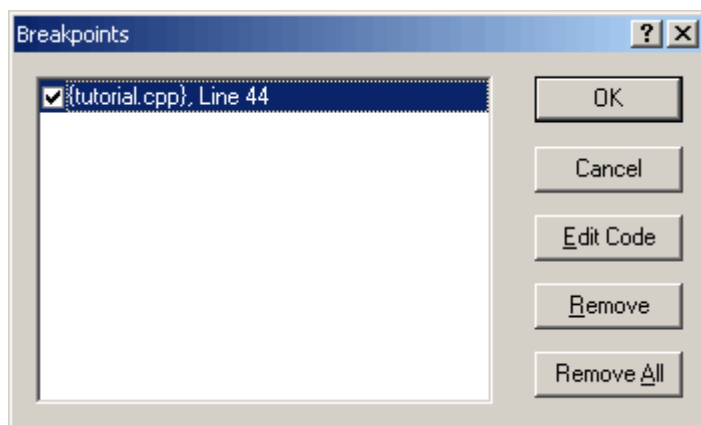 Breakpoints
{tutorial.cpp}, Line 44
OK
Cancel
Edit Code
Remove
Remove All